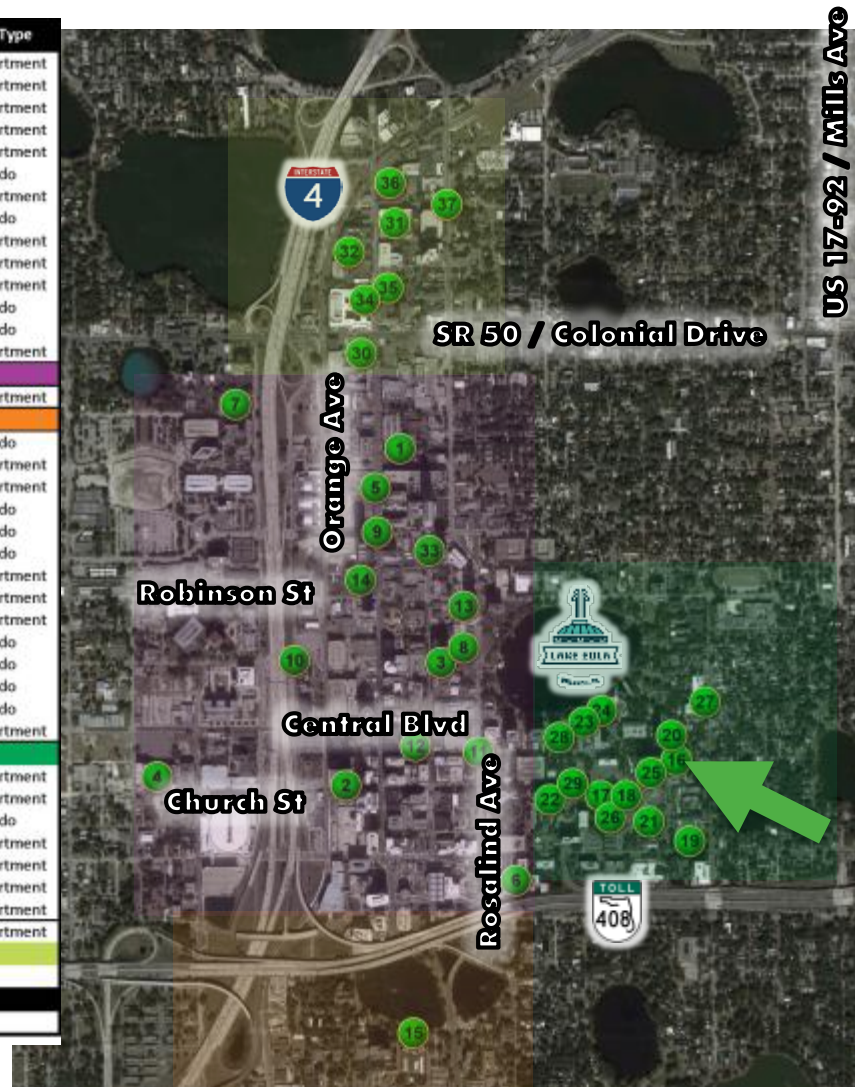 Type
rtment
rtment
rtment
rtment
rtment
do
rtment
do
rtment
rtment
rtment
do
do
rtment
rtment
do
rtment
rtment
do
do
do
rtment
rtment
rtment
do
do
do
do
rtment
rtment
rtment
do
rtment
rtment
rtment
rtment
rtment
US 17-92 / Mills Ave
INTERSTATE
4
36
37
31
32
35
34
SR 50 / Colonial Drive
30
7
Orange Ave
1
5
9
33
14
Robinson St
13
8
3
10
LAKE EOLA
27
24
23
28
20
Central Blvd
12
11
16
25
4
2
Church St
29
22
17
18
26
21
19
Rosalind Ave
6
TOLL
408
15